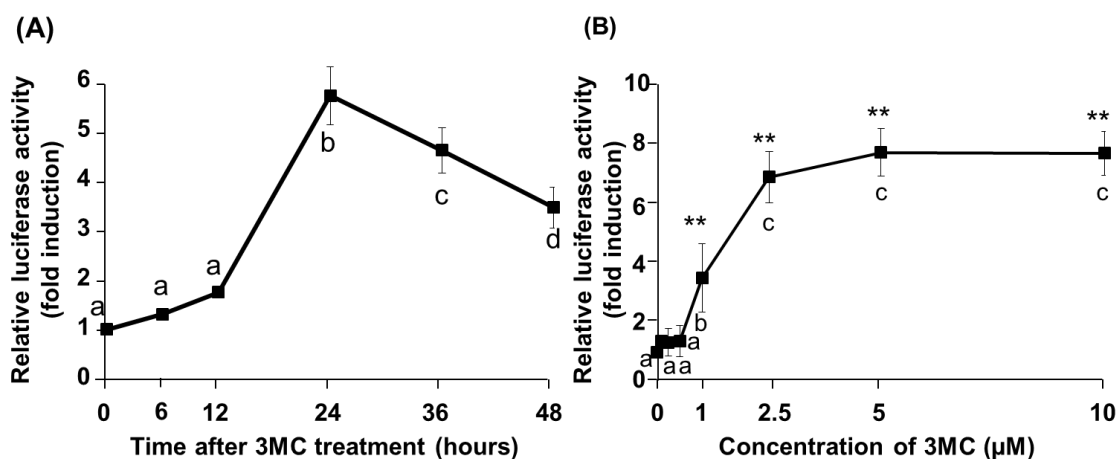 (A)
Relative luciferase activity
(fold induction)
6
5
4
3
2
1
0
a
a
a
b
c
d
0 6 12 24 36 48
Time after 3MC treatment (hours)
(B)
Relative luciferase activity
(fold induction)
10
8
6
4
2
0
**
**
**
**
c
c
c
b
a
a
a
a
0 1 2.5 5 10
Concentration of 3MC (µM)